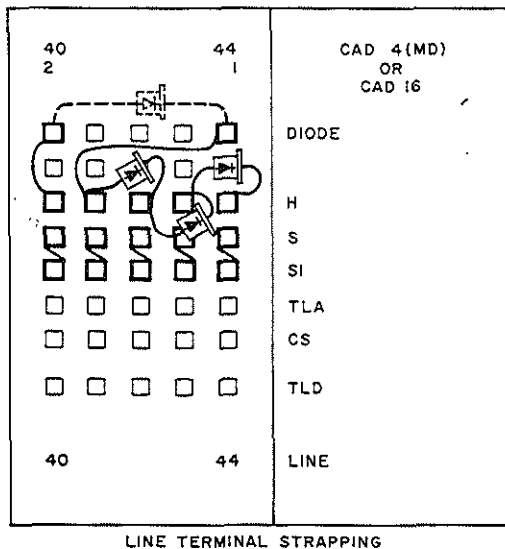 40 44 CAD 4(MD)
2 1 OR
CAD 16
DIODE
H
S
SI
TLA
CS
TLD
40 44 LINE
LINE TERMINAL STRAPPING